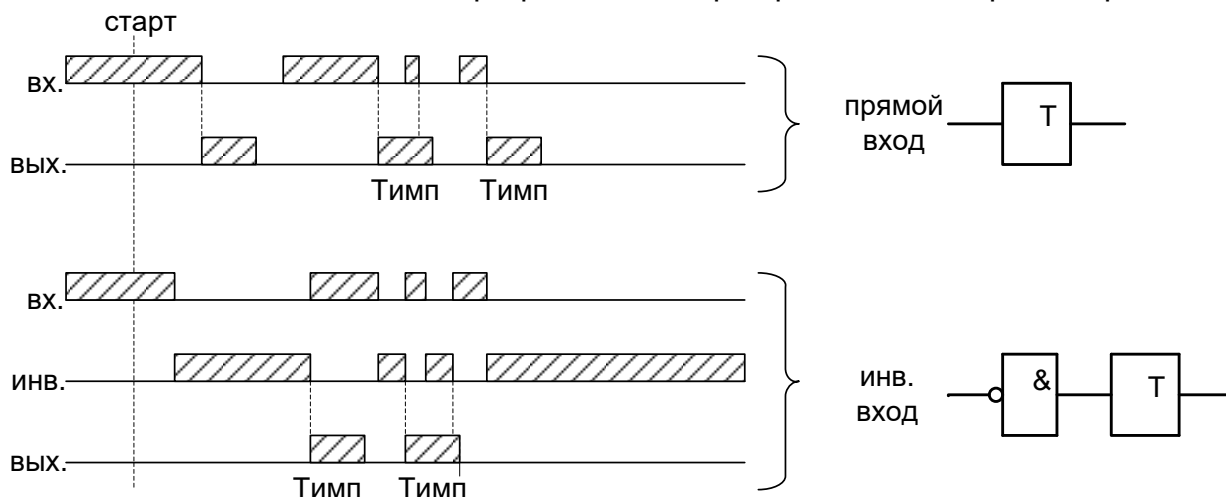 старт
вх.
вых.
Тимп Тимп
прямой
вход
T
вх.
инв.
вых.
Тимп Тимп
инв.
вход
& T